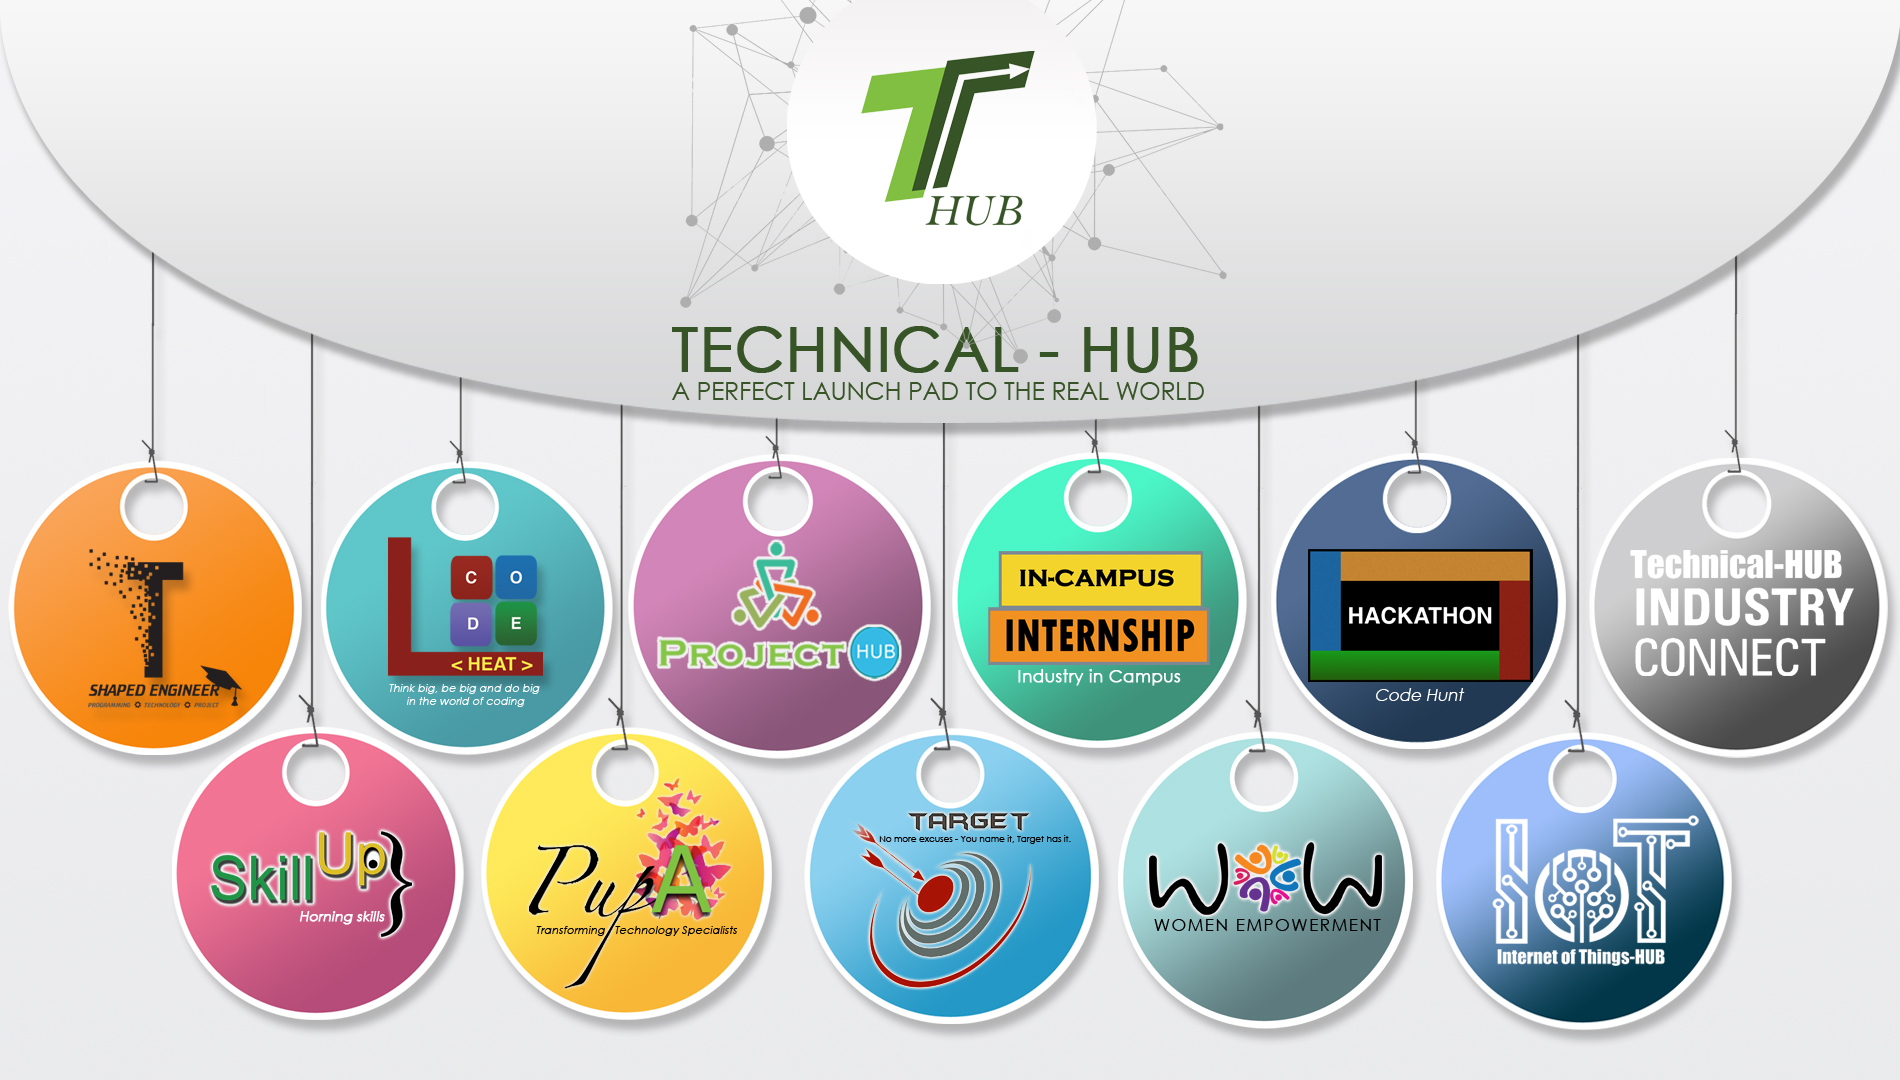 T
HUB
TECHNICAL - HUB
A PERFECT LAUNCH PAD TO THE REAL WORLD
T
SHAPED ENGINEER
PROGRAMMING TECHNOLOGY PROJECT
L
C O
D E
< HEAT >
Think big, be big and do big
in the world of coding
PROJECT HUB
IN-CAMPUS
INTERNSHIP
Industry in Campus
HACKATHON
Code Hunt
Technical-HUB
INDUSTRY
CONNECT
Skill Up}
Horning skills
PupA
Transforming Technology Specialists
TARGET
No more excuses - You name it, Target has it.
WOW
WOMEN EMPOWERMENT
IOT
Internet of Things-HUB